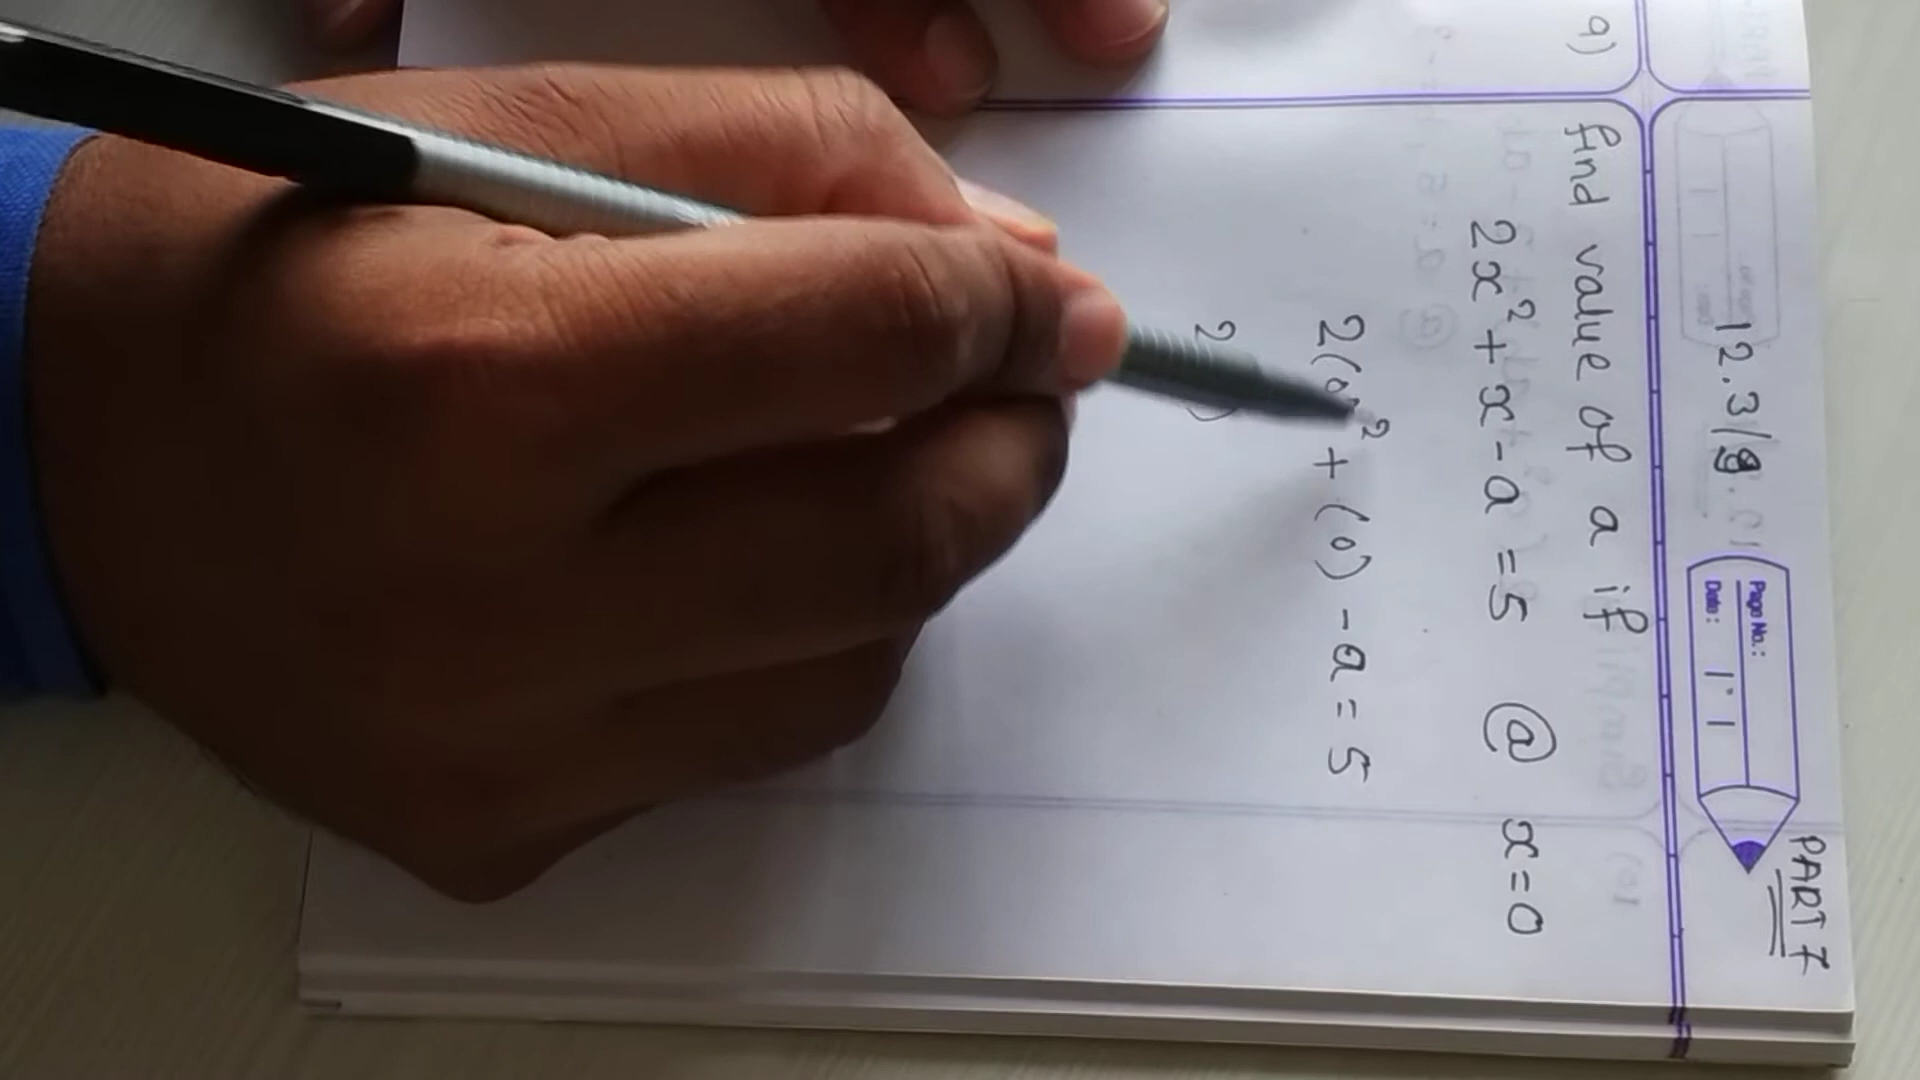 PART 7
Page No.:
Date:
12.3/9
9) find value of a if
2x²+x-a=5 @ x=0
2(0)²+(0)-a=5
2